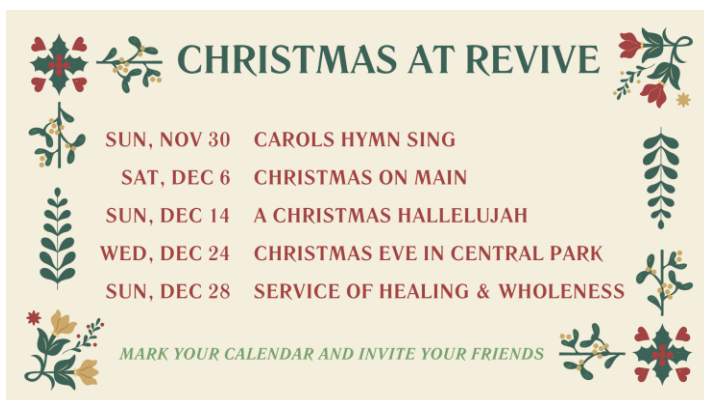 CHRISTMAS AT REVIVE
SUN, NOV 30 CAROLS HYMN SING
SAT, DEC 6 CHRISTMAS ON MAIN
SUN, DEC 14 A CHRISTMAS HALLELUJAH
WED, DEC 24 CHRISTMAS EVE IN CENTRAL PARK
SUN, DEC 28 SERVICE OF HEALING & WHOLENESS
MARK YOUR CALENDAR AND INVITE YOUR FRIENDS